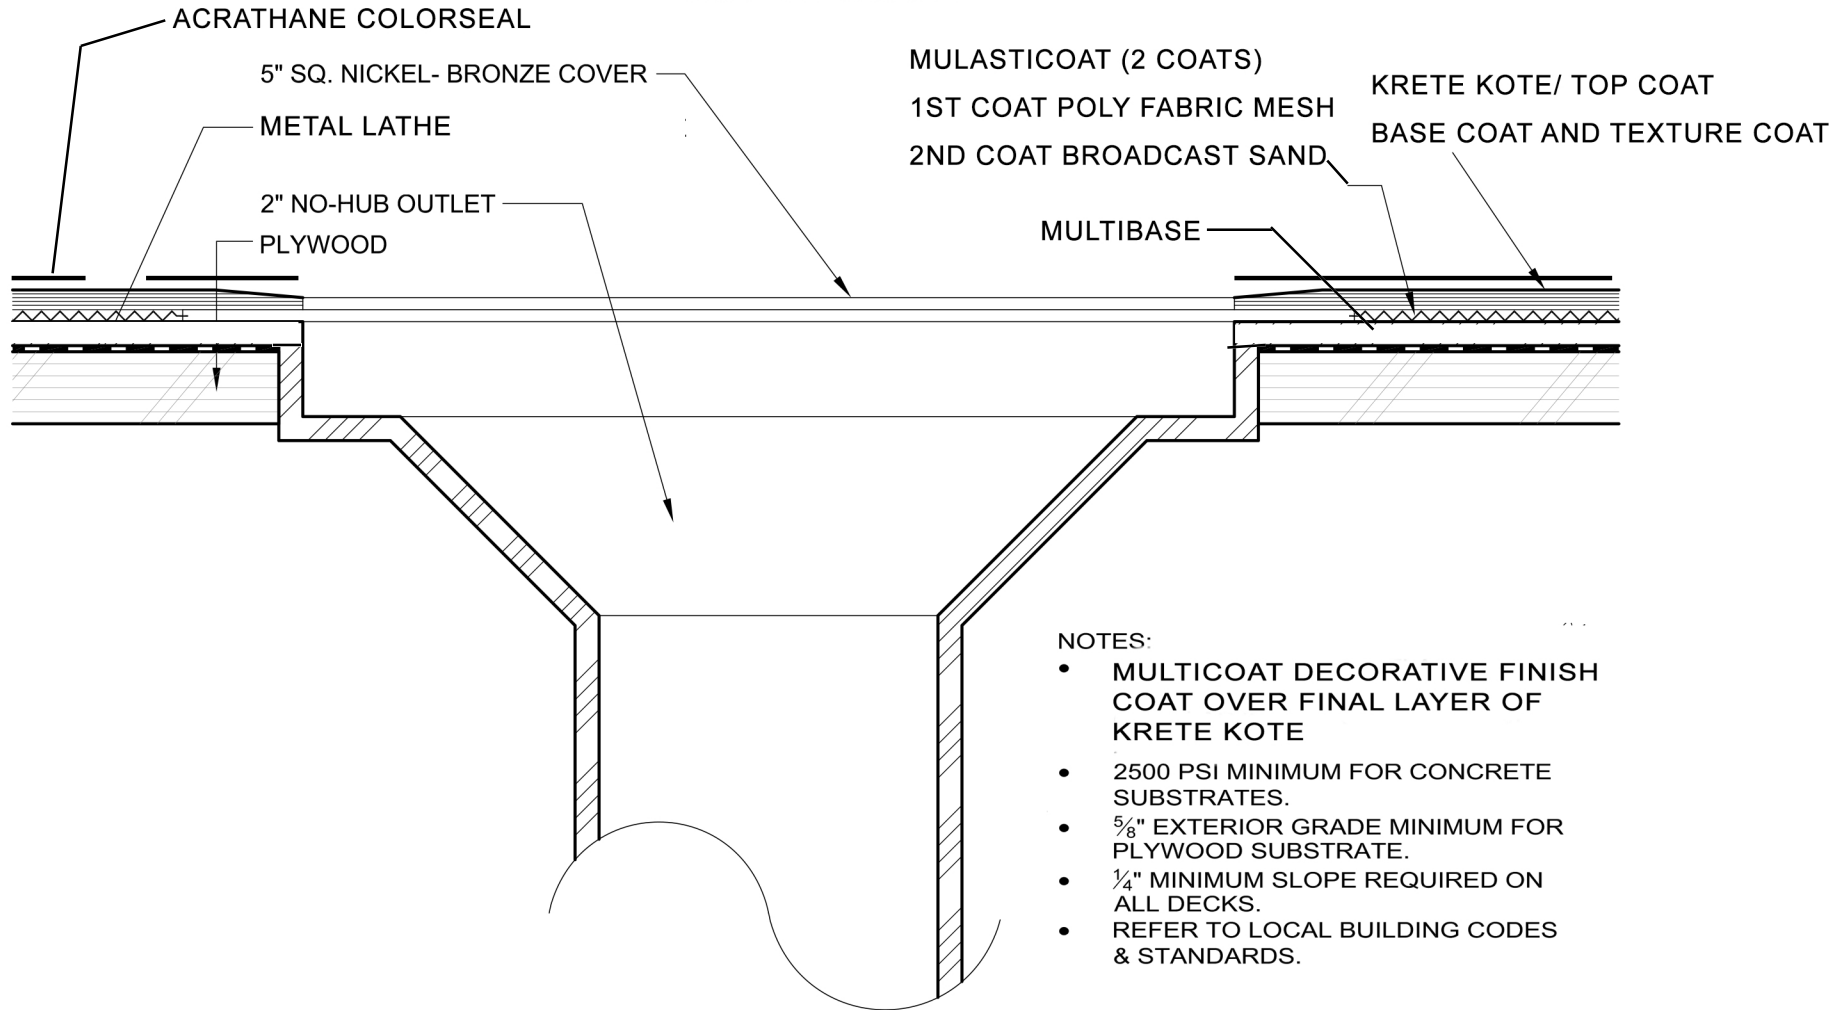 ACRATHANE COLORSEAL
5" SQ. NICKEL- BRONZE COVER
METAL LATHE
2" NO-HUB OUTLET
PLYWOOD
MULASTICOAT (2 COATS)
1ST COAT POLY FABRIC MESH
2ND COAT BROADCAST SAND
MULTIBASE
KRETE KOTE/ TOP COAT
BASE COAT AND TEXTURE COAT
NOTES:
• MULTICOAT DECORATIVE FINISH
COAT OVER FINAL LAYER OF
KRETE KOTE
• 2500 PSI MINIMUM FOR CONCRETE
SUBSTRATES.
• ⅝" EXTERIOR GRADE MINIMUM FOR
PLYWOOD SUBSTRATE.
• ¼" MINIMUM SLOPE REQUIRED ON
ALL DECKS.
• REFER TO LOCAL BUILDING CODES
& STANDARDS.